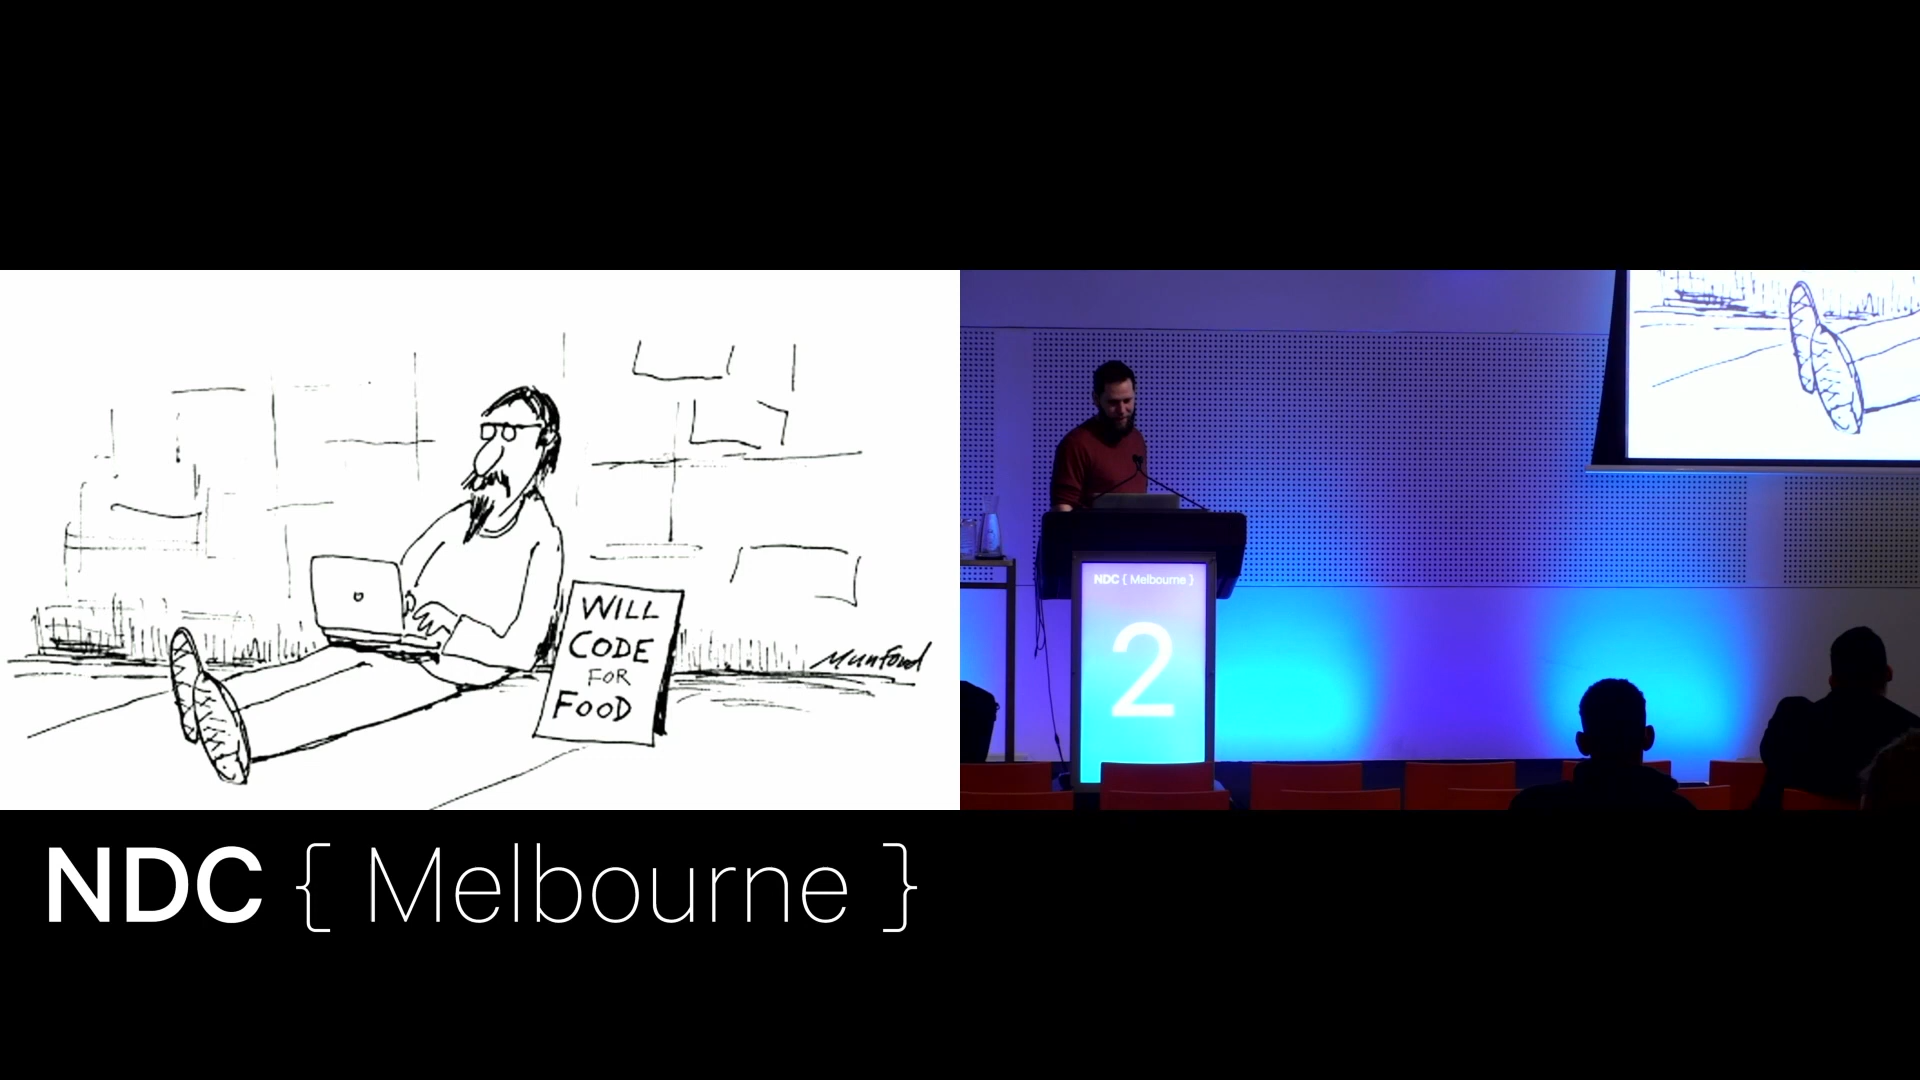 WILL
CODE
FOR
FOOD
Munford
NDC { Melbourne }
2
NDC { Melbourne }